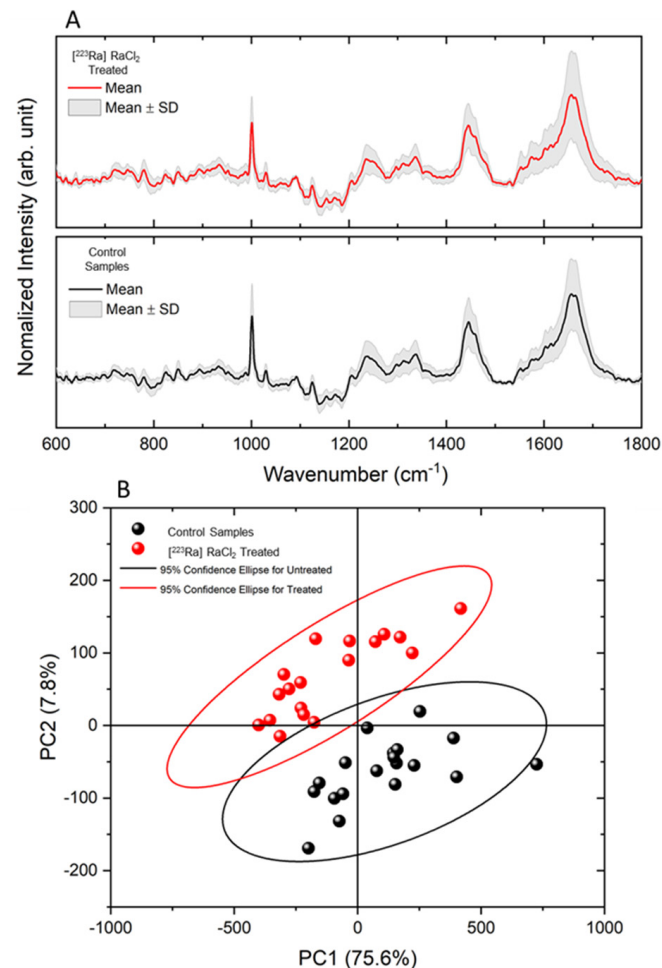 A
[²²³Ra] RaCl₂
Treated
Mean
Mean ± SD
Control
Samples
Mean
Mean ± SD
Nomalized Intensity (arb. unit)
600 800 1000 1200 1400 1600 1800
Wavenumber (cm⁻¹)
B
300
200
100
0
-100
-200
Control Samples
[²²³Ra] RaCl₂ Treated
95% Confidence Ellipse for Untreated
95% Confidence Ellipse for Treated
PC2 (7.8%)
-1000 -500 0 500 1000
PC1 (75.6%)